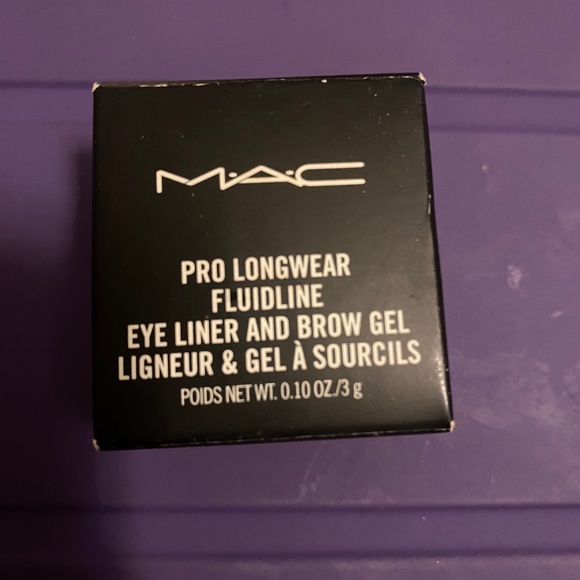 M·A·C
PRO LONGWEAR
FLUIDLINE
EYE LINER AND BROW GEL
LIGNEUR & GEL À SOURCILS
POIDS NET WT. 0.10 OZ./3 g